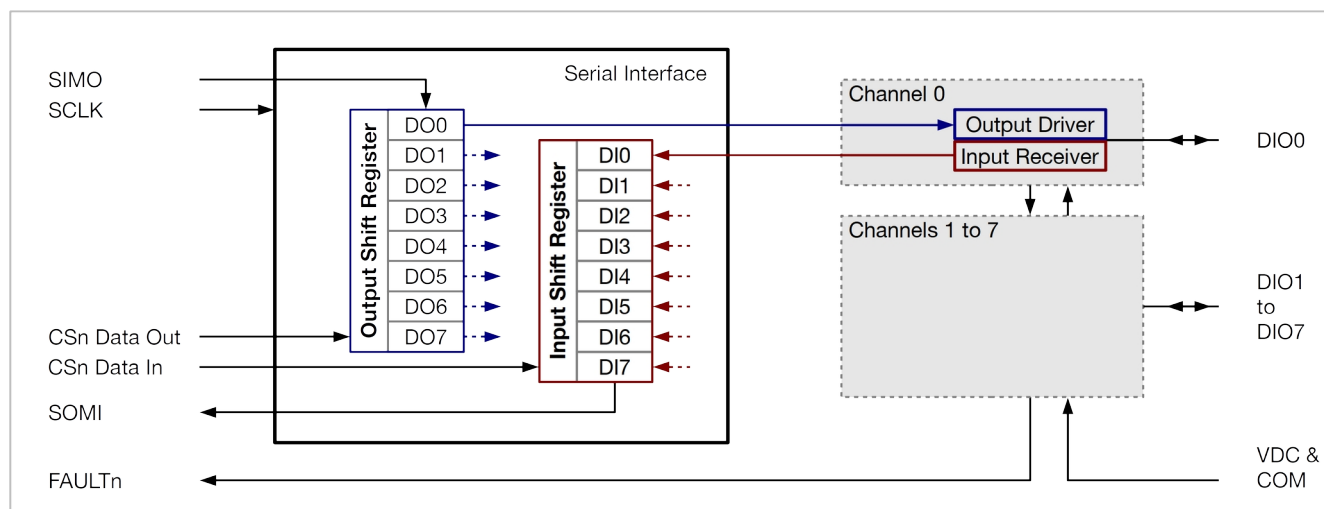 SIMO
SCLK
Serial Interface
Output Shift Register
DO0
DO1
DO2
DO3
DO4
DO5
DO6
DO7
Input Shift Register
DI0
DI1
DI2
DI3
DI4
DI5
DI6
DI7
CSn Data Out
CSn Data In
SOMI
FAULTn
Channel 0
Output Driver
Input Receiver
DIO0
Channels 1 to 7
DIO1
to
DIO7
VDC &
COM